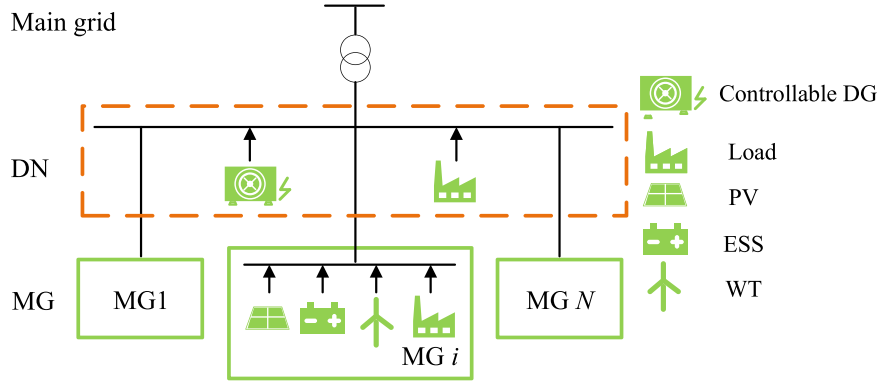 Main grid
Controllable DG
DN
Load
PV
ESS
WT
MG
MG1
MG i
MG N